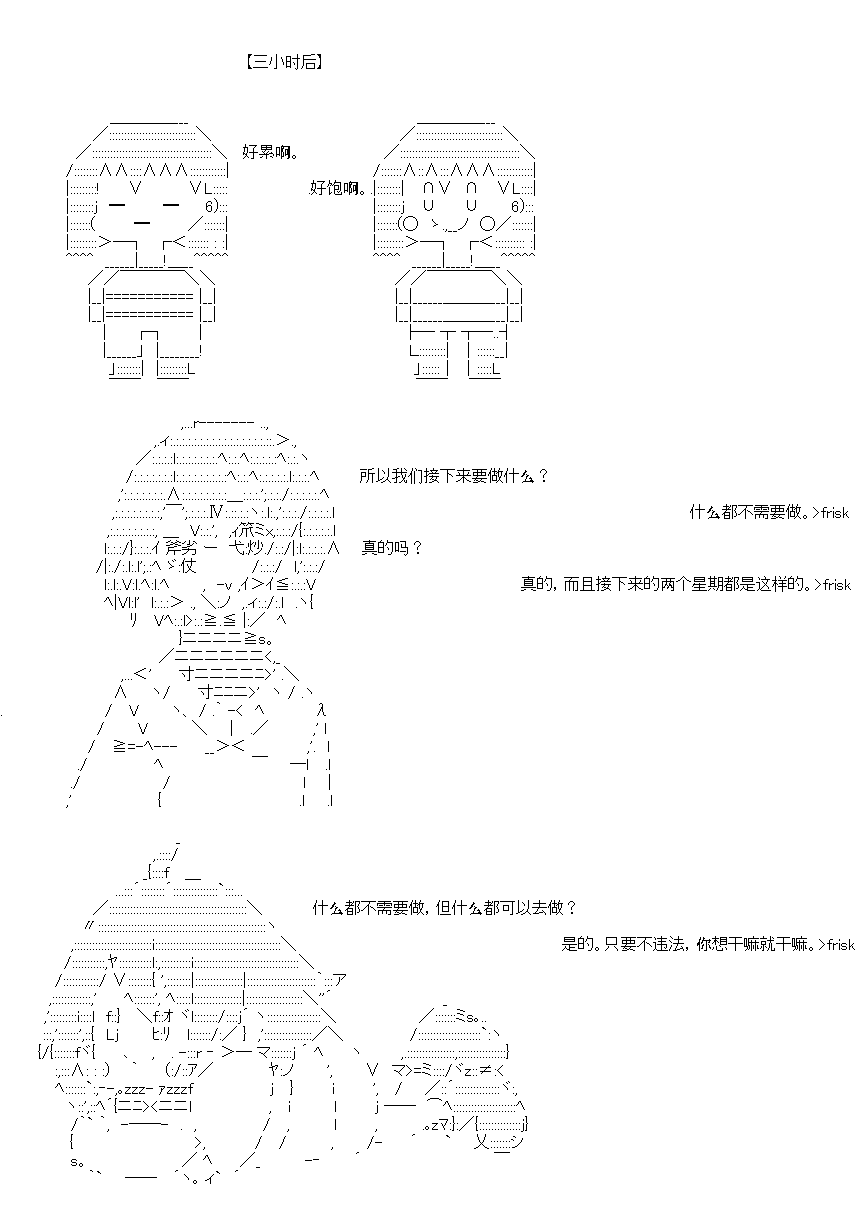 【三小时后】
好累啊。
好饱啊。
所以我们接下来要做什么？
什么都不需要做。>frisk
真的吗？
真的，而且接下来的两个星期都是这样的。>frisk
什么都不需要做，但什么都可以去做？
是的。只要不违法，你想干嘛就干嘛。>frisk